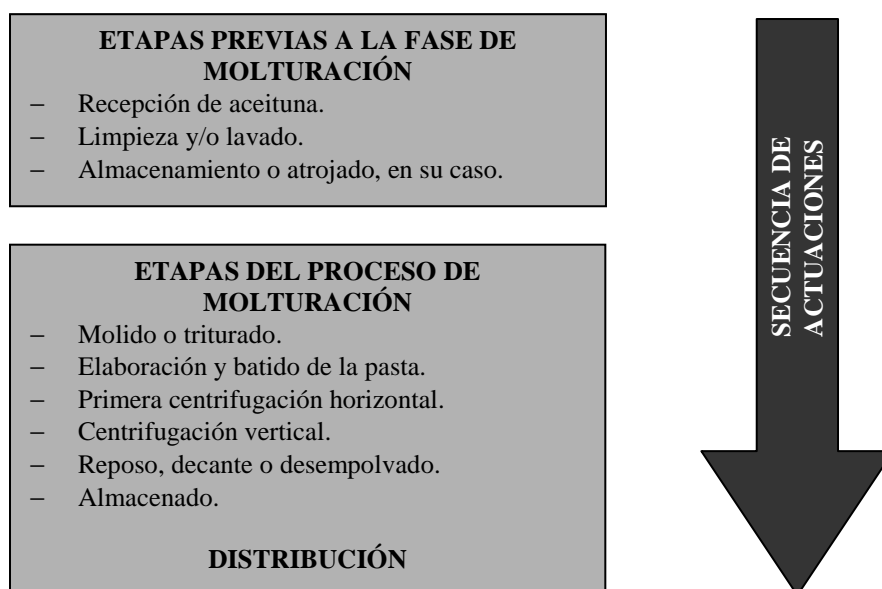 ETAPAS PREVIAS A LA FASE DE
MOLTURACIÓN
– Recepción de aceituna.
– Limpieza y/o lavado.
– Almacenamiento o atrojado, en su caso.
ETAPAS DEL PROCESO DE
MOLTURACIÓN
– Molido o triturado.
– Elaboración y batido de la pasta.
– Primera centrifugación horizontal.
– Centrifugación vertical.
– Reposo, decante o desempolvado.
– Almacenado.
DISTRIBUCIÓN
SECUENCIA DE
ACTUACIONES